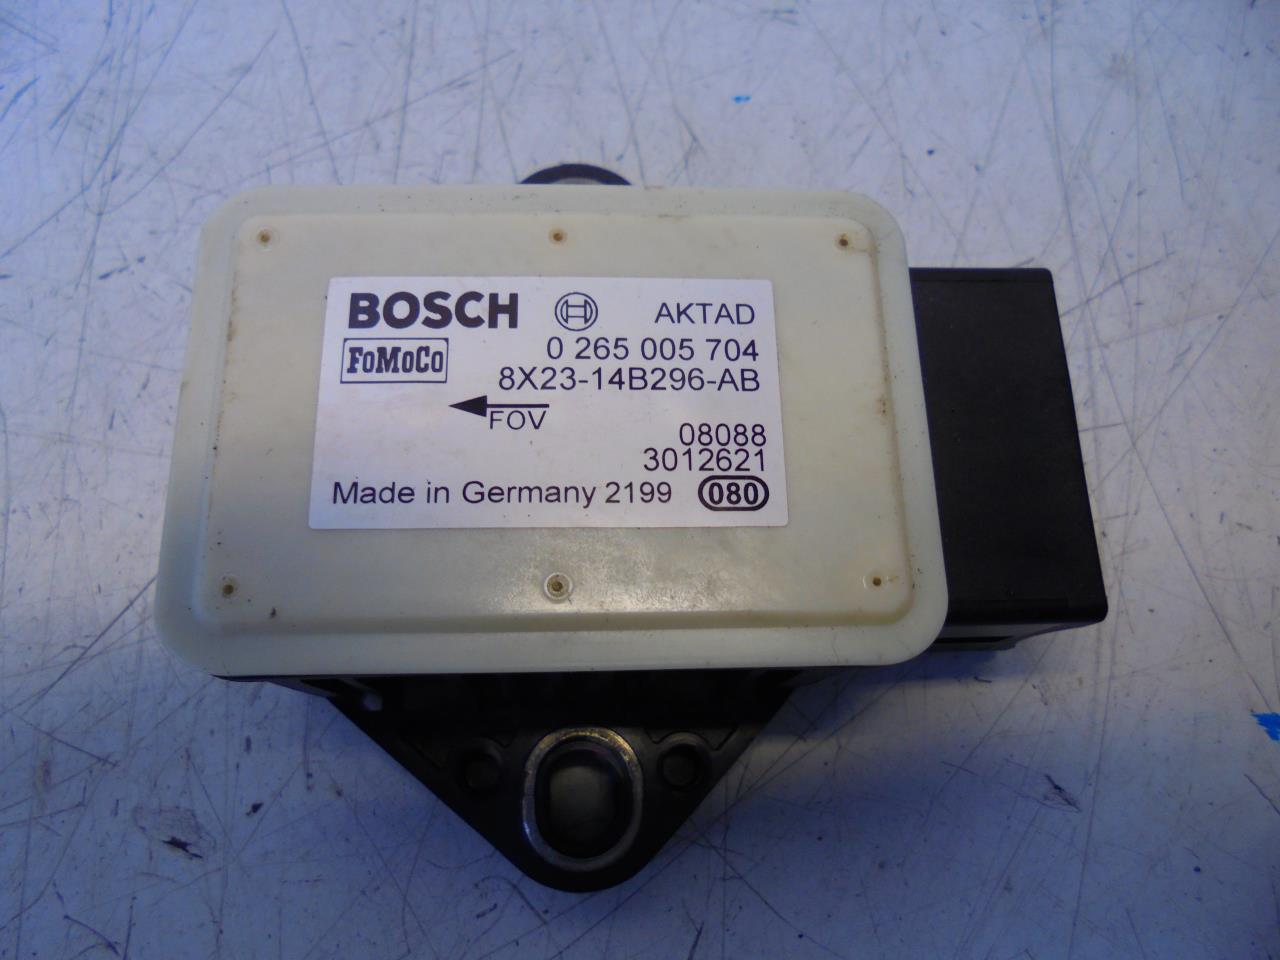 BOSCH AKTAD
FoMoCo 0 265 005 704
8X23-14B296-AB
FOV
08088
3012621
Made in Germany 2199 080